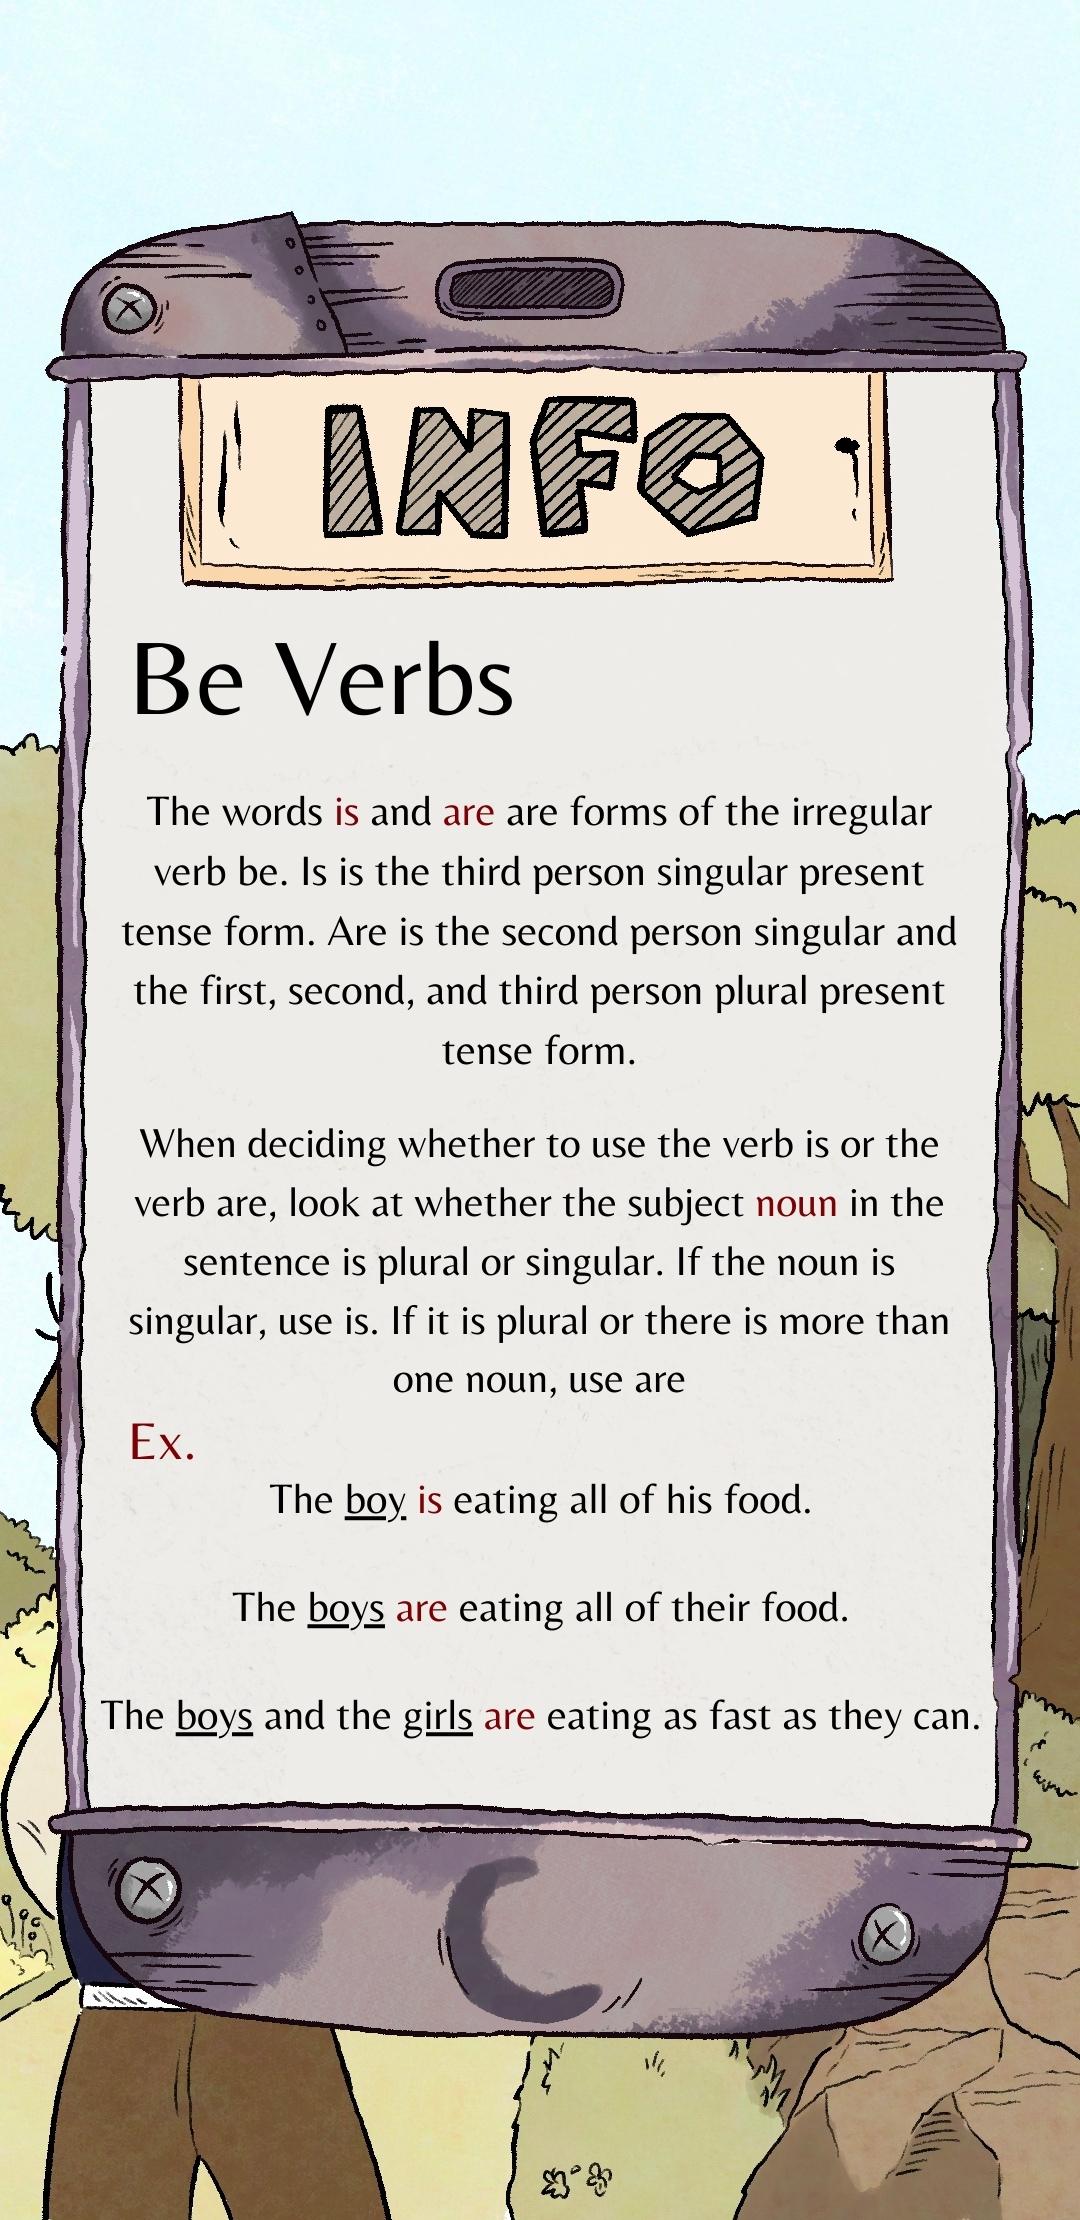 INFO
Be Verbs
The words is and are are forms of the irregular
verb be. Is is the third person singular present
tense form. Are is the second person singular and
the first, second, and third person plural present
tense form.
When deciding whether to use the verb is or the
verb are, look at whether the subject noun in the
sentence is plural or singular. If the noun is
singular, use is. If it is plural or there is more than
one noun, use are
Ex.
The boy is eating all of his food.
The boys are eating all of their food.
The boys and the girls are eating as fast as they can.